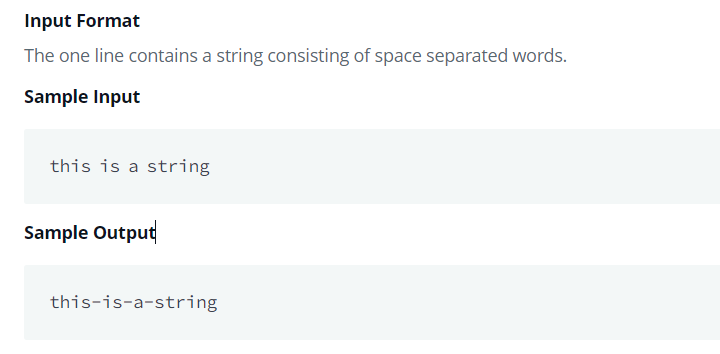 Input Format
The one line contains a string consisting of space separated words.
Sample Input
this is a string
Sample Output
this-is-a-string